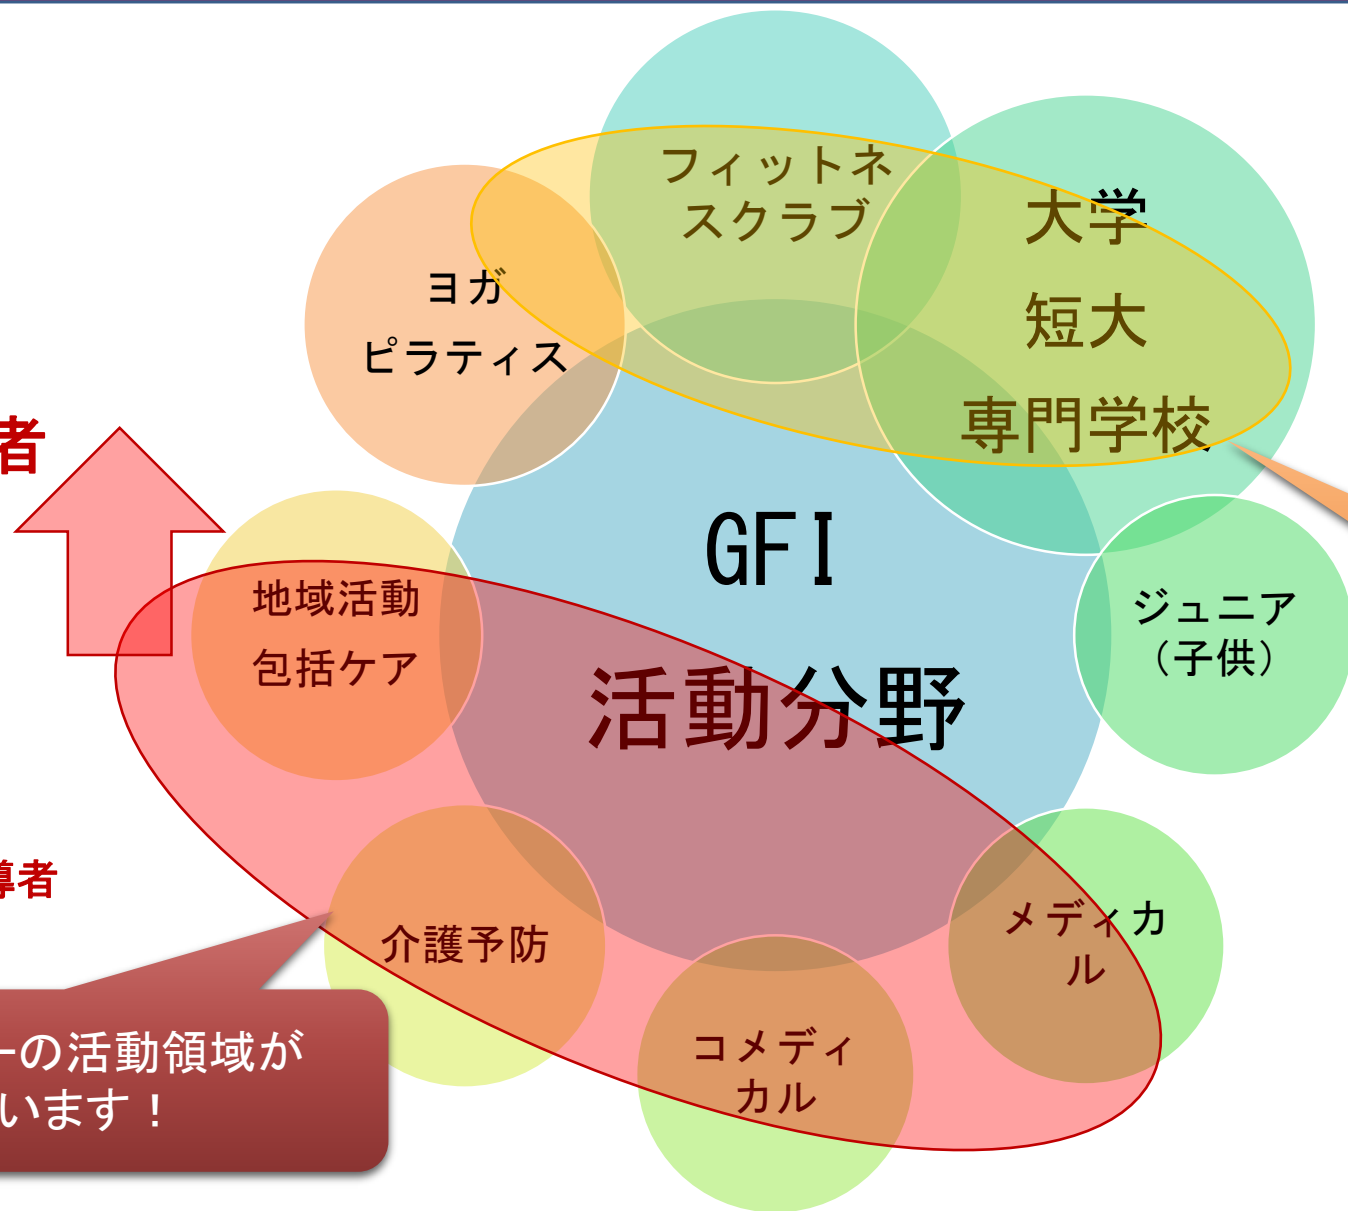 フィットネ
スクラブ
大学
短大
専門学校
ヨガ
ピラティス
者
GFI
活動分野
地域活動
包括ケア
ジュニア
（子供）
導者
介護予防
メディカ
ル
コメディ
カル
ーの活動領域が
います！